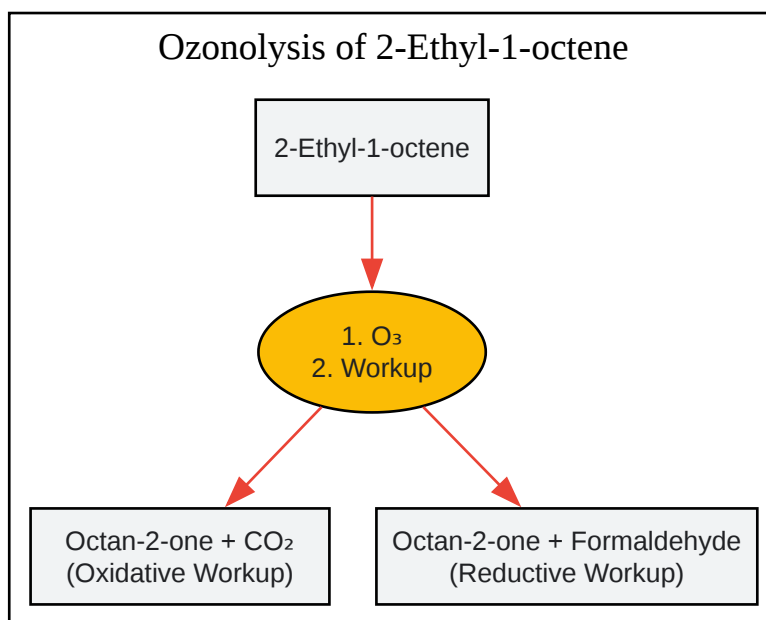 Ozonolysis of 2-Ethyl-1-octene
2-Ethyl-1-octene
1. O₃
2. Workup
Octan-2-one + CO₂
(Oxidative Workup)
Octan-2-one + Formaldehyde
(Reductive Workup)